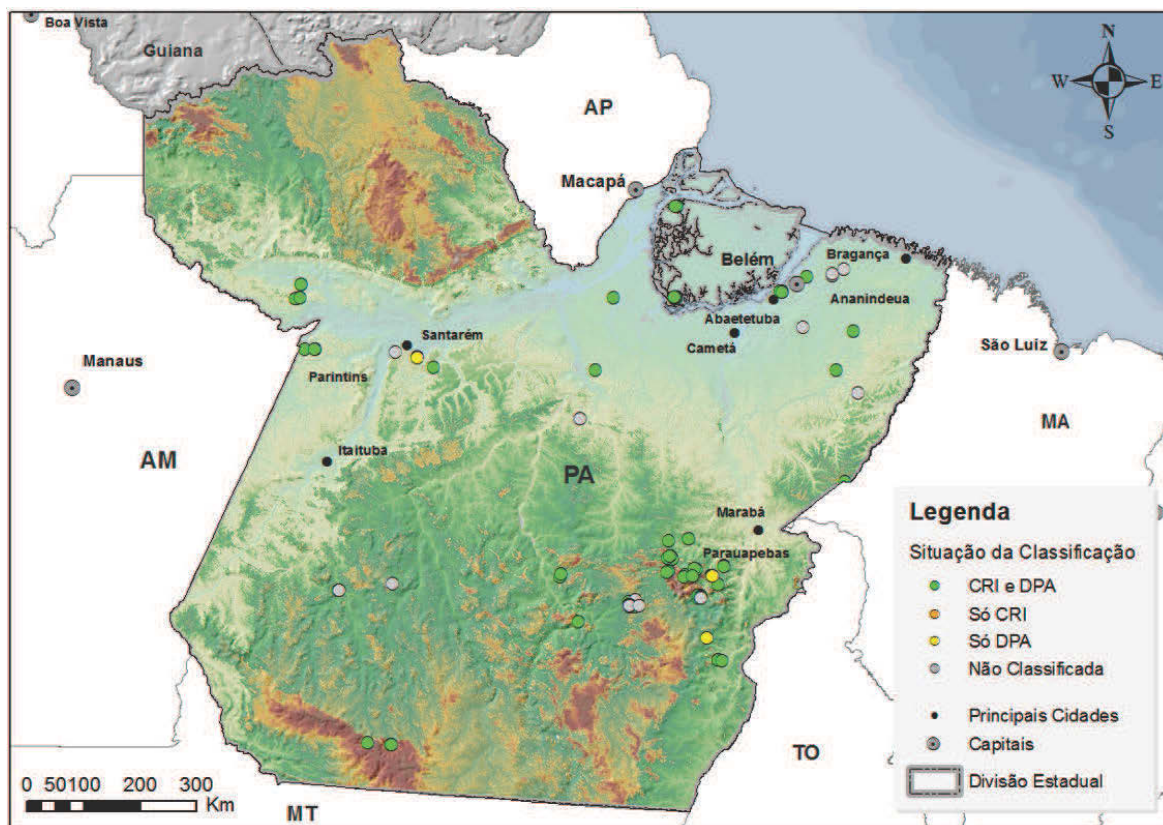 Boa Vista
Guiana
N
W
E
S
AP
Macapá
Belém
Bragança
Ananindeua
Abaetetuba
Cametá
São Luiz
Santarém
Manaus
Parintins
MA
Itaituba
AM
PA
Marabá
Parauapebas
Legenda
Situação da Classificação
CRI e DPA
Só CRI
Só DPA
Não Classificada
Principais Cidades
Capitais
Divisão Estadual
TO
0 50100 200 300
Km
MT